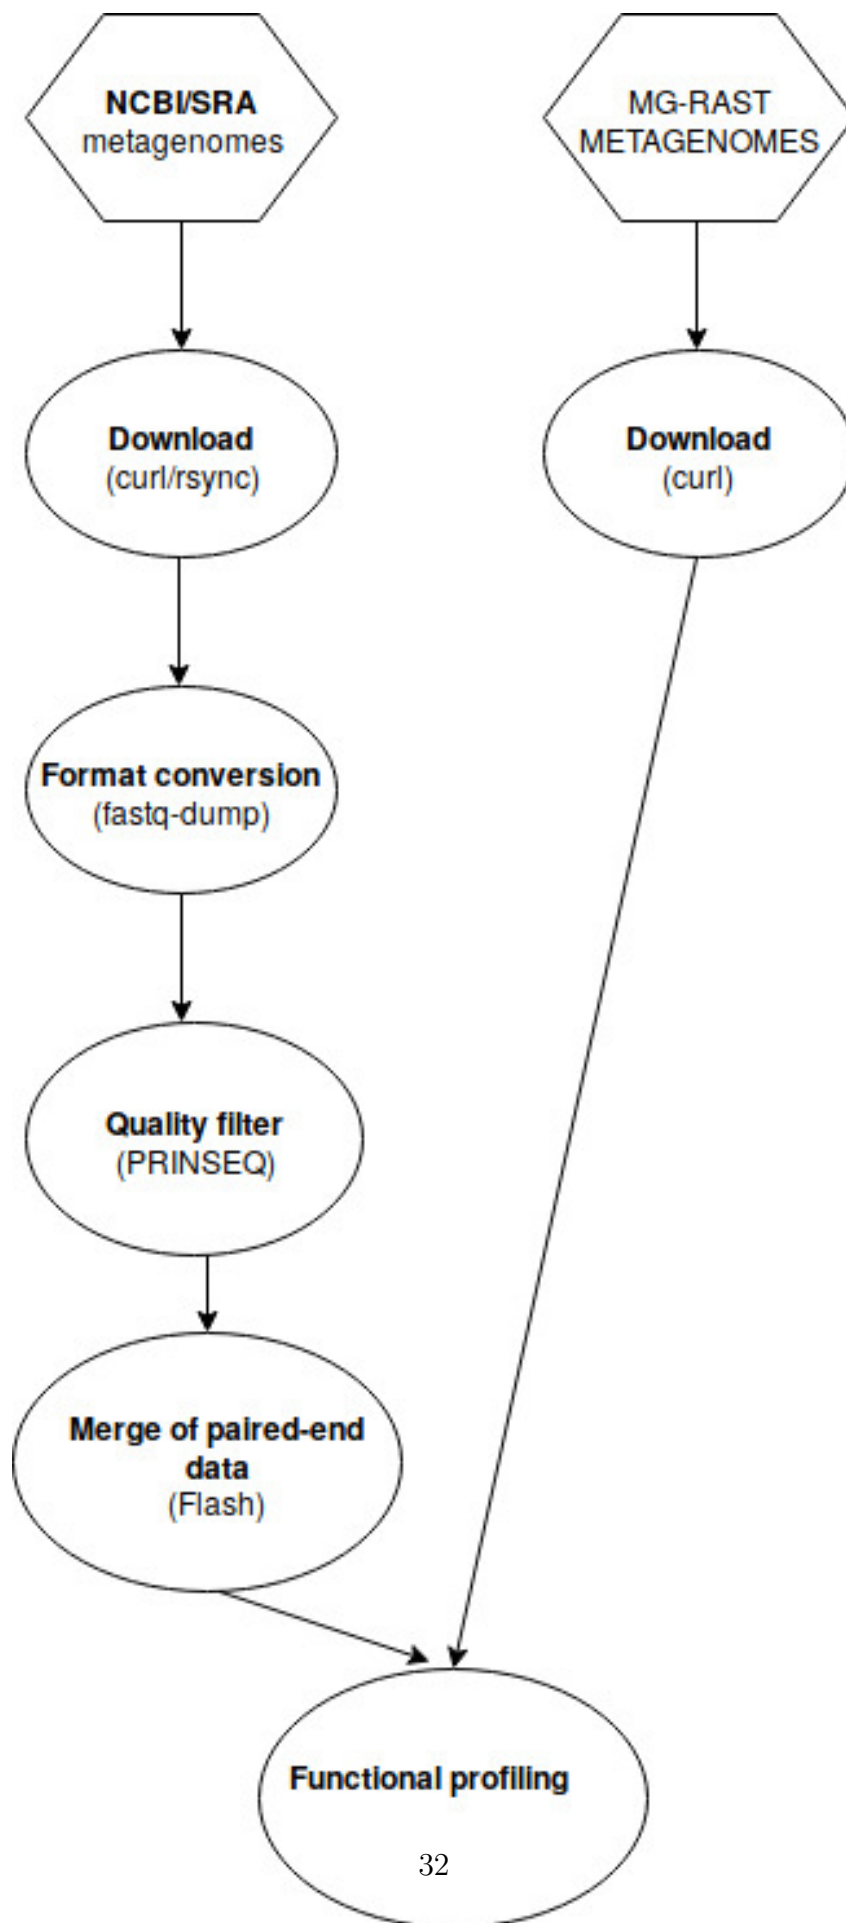 NCBI/SRA
metagenomes
MG-RAST
METAGENOMES
Download
(curl/rsync)
Download
(curl)
Format conversion
(fastq-dump)
Quality filter
(PRINSEQ)
Merge of paired-end
data
(Flash)
Functional profiling
32